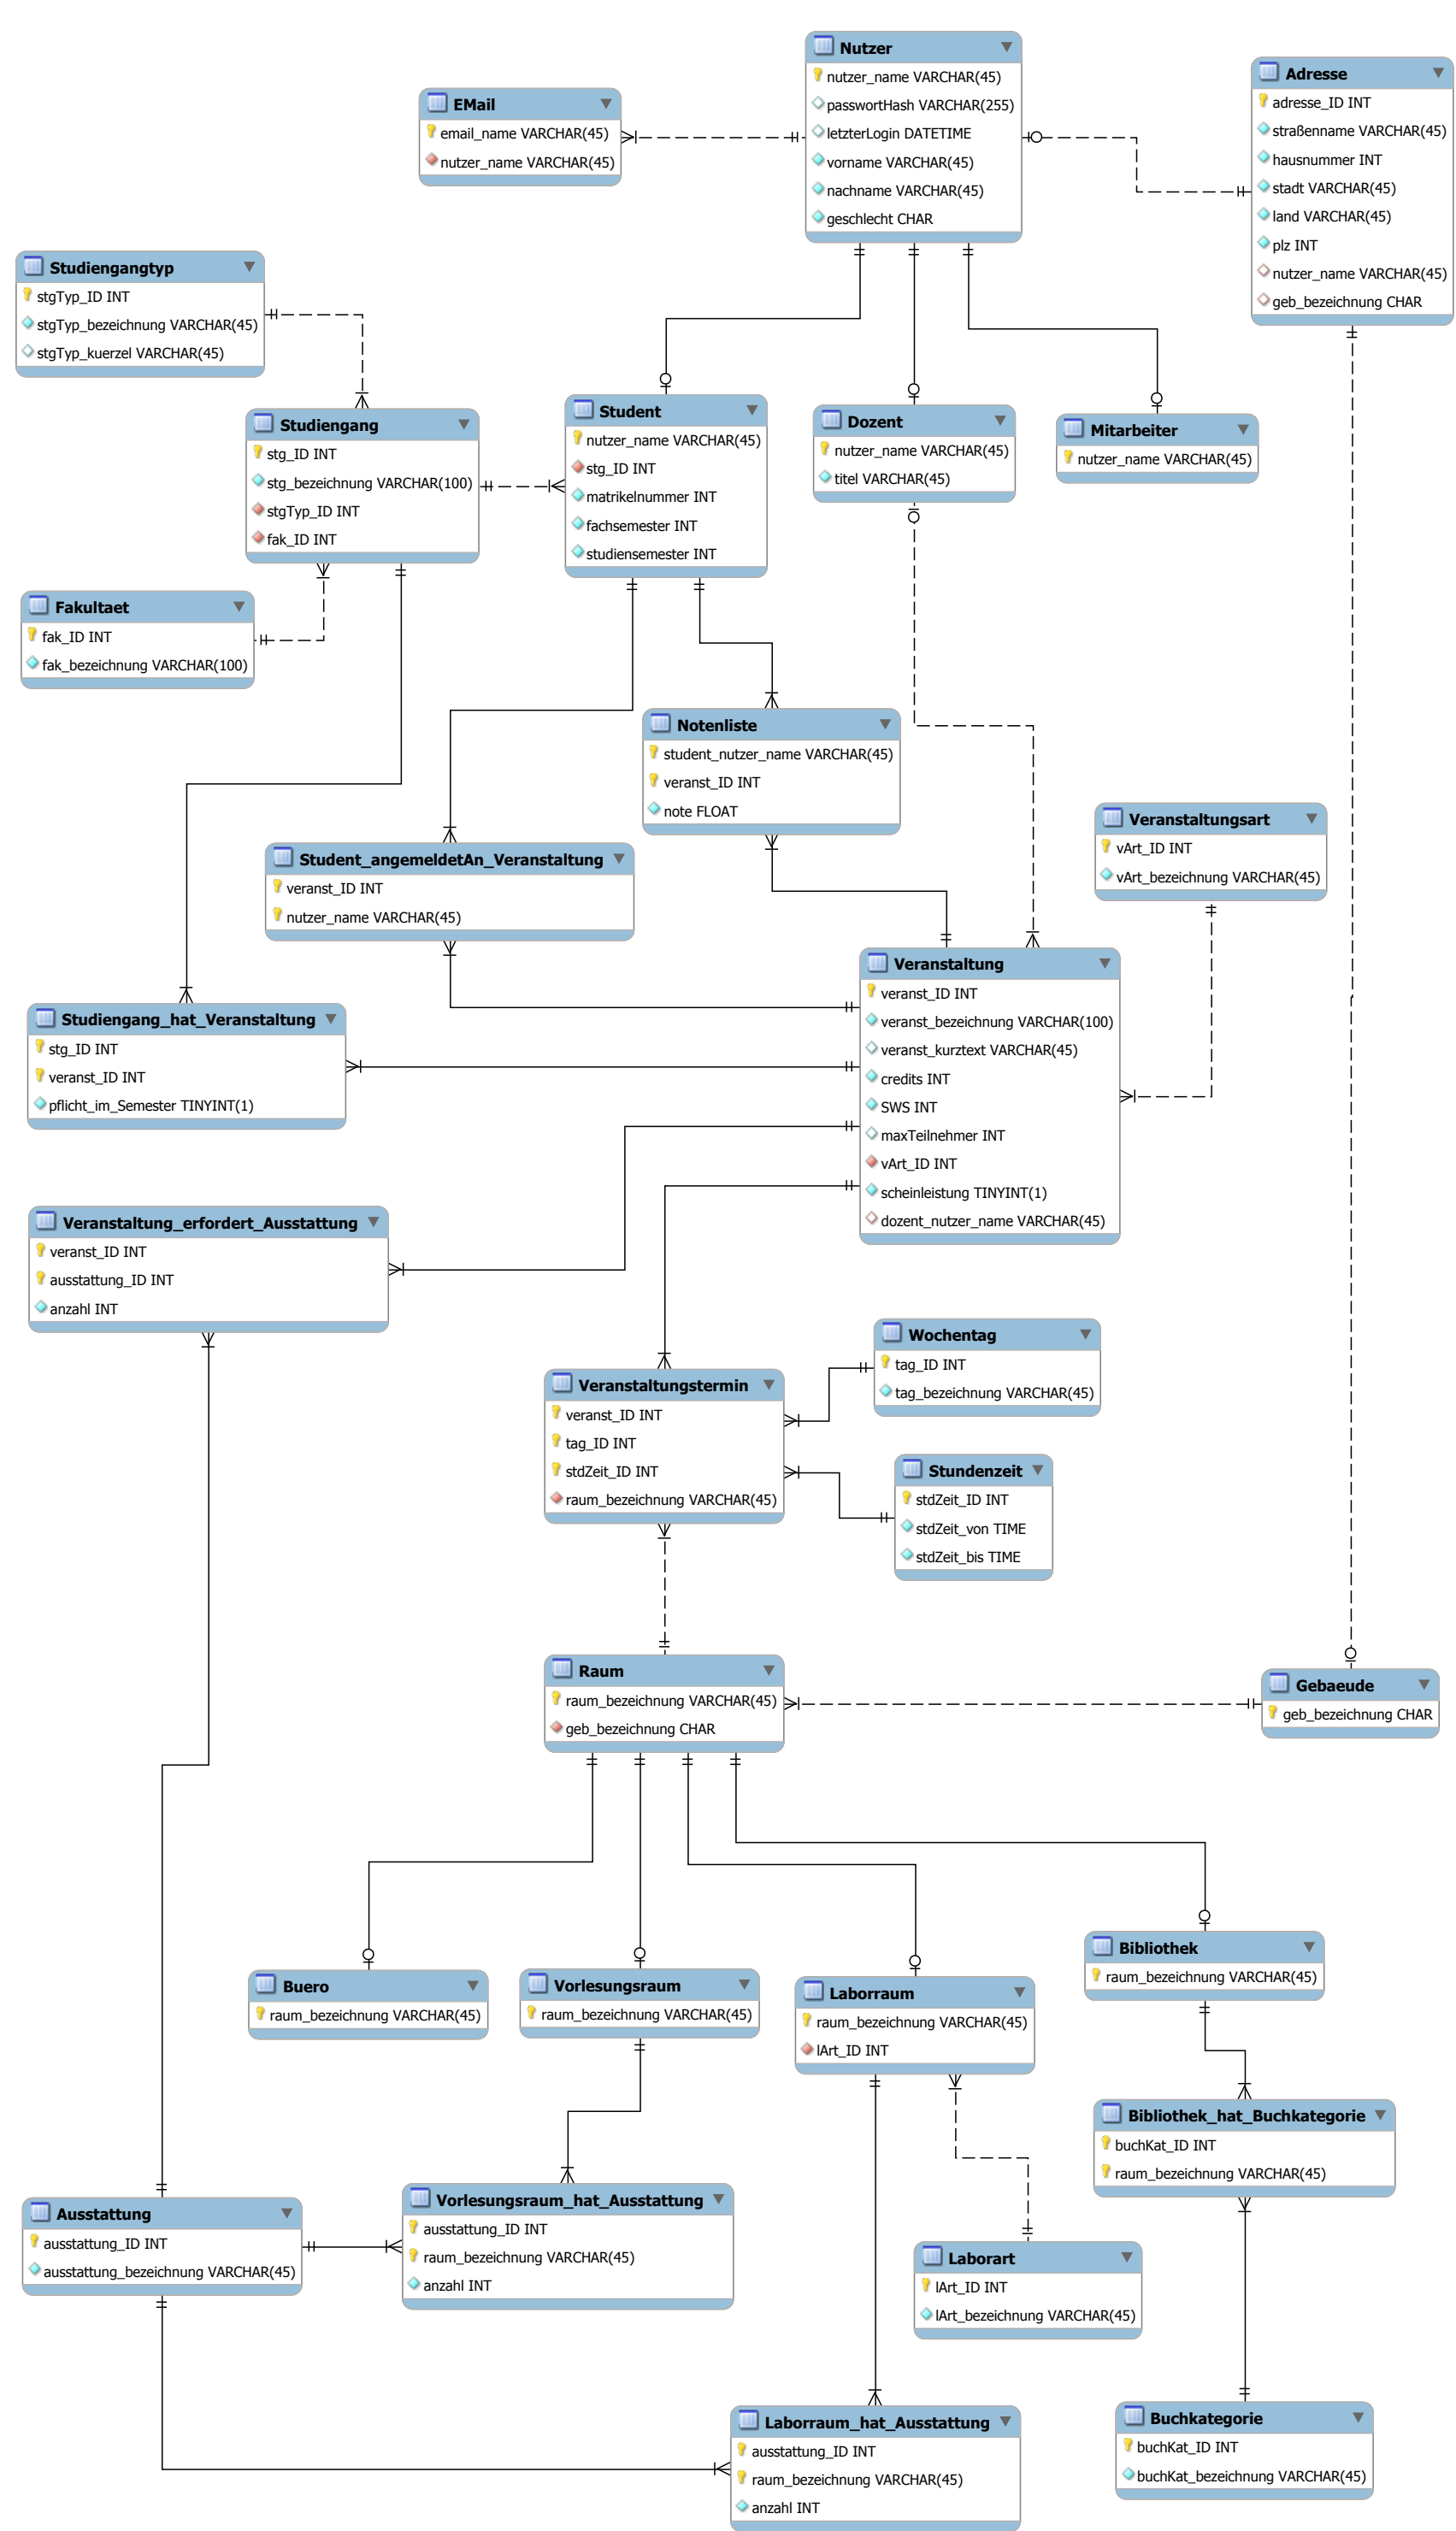 Nutzer
nutzer_name VARCHAR(45)
passwortHash VARCHAR(255)
letzterLogin DATETIME
vorname VARCHAR(45)
nachname VARCHAR(45)
geschlecht CHAR
Adresse
adresse_ID INT
straßenname VARCHAR(45)
hausnummer INT
stadt VARCHAR(45)
land VARCHAR(45)
plz INT
nutzer_name VARCHAR(45)
geb_bezeichnung CHAR
EMail
email_name VARCHAR(45)
nutzer_name VARCHAR(45)
Studiengangtyp
stgTyp_ID INT
stgTyp_bezeichnung VARCHAR(45)
stgTyp_kuerzel VARCHAR(45)
Studiengang
stg_ID INT
stg_bezeichnung VARCHAR(100)
stgTyp_ID INT
fak_ID INT
Student
nutzer_name VARCHAR(45)
stg_ID INT
matrikelnummer INT
fachsemester INT
studiensemester INT
Dozent
nutzer_name VARCHAR(45)
titel VARCHAR(45)
Mitarbeiter
nutzer_name VARCHAR(45)
Fakultaet
fak_ID INT
fak_bezeichnung VARCHAR(100)
Notenliste
student_nutzer_name VARCHAR(45)
veranst_ID INT
note FLOAT
Veranstaltungsart
vArt_ID INT
vArt_bezeichnung VARCHAR(45)
Student_angemeldetAn_Veranstaltung
veranst_ID INT
nutzer_name VARCHAR(45)
Veranstaltung
veranst_ID INT
veranst_bezeichnung VARCHAR(100)
veranst_kurztext VARCHAR(45)
credits INT
SWS INT
maxTeilnehmer INT
vArt_ID INT
scheinleistung TINYINT(1)
dozent_nutzer_name VARCHAR(45)
Studiengang_hat_Veranstaltung
stg_ID INT
veranst_ID INT
pflicht_im_Semester TINYINT(1)
Veranstaltung_erfordert_Ausstattung
veranst_ID INT
ausstattung_ID INT
anzahl INT
Wochentag
tag_ID INT
tag_bezeichnung VARCHAR(45)
Veranstaltungstermin
veranst_ID INT
tag_ID INT
stdZeit_ID INT
raum_bezeichnung VARCHAR(45)
Stundenzeit
stdZeit_ID INT
stdZeit_von TIME
stdZeit_bis TIME
Raum
raum_bezeichnung VARCHAR(45)
geb_bezeichnung CHAR
Gebaeude
geb_bezeichnung CHAR
Buero
raum_bezeichnung VARCHAR(45)
Vorlesungsraum
raum_bezeichnung VARCHAR(45)
Laborraum
raum_bezeichnung VARCHAR(45)
lArt_ID INT
Bibliothek
raum_bezeichnung VARCHAR(45)
Bibliothek_hat_Buchkategorie
buchKat_ID INT
raum_bezeichnung VARCHAR(45)
Ausstattung
ausstattung_ID INT
ausstattung_bezeichnung VARCHAR(45)
Vorlesungsraum_hat_Ausstattung
ausstattung_ID INT
raum_bezeichnung VARCHAR(45)
anzahl INT
Laborart
lArt_ID INT
lArt_bezeichnung VARCHAR(45)
Laborraum_hat_Ausstattung
ausstattung_ID INT
raum_bezeichnung VARCHAR(45)
anzahl INT
Buchkategorie
buchKat_ID INT
buchKat_bezeichnung VARCHAR(45)